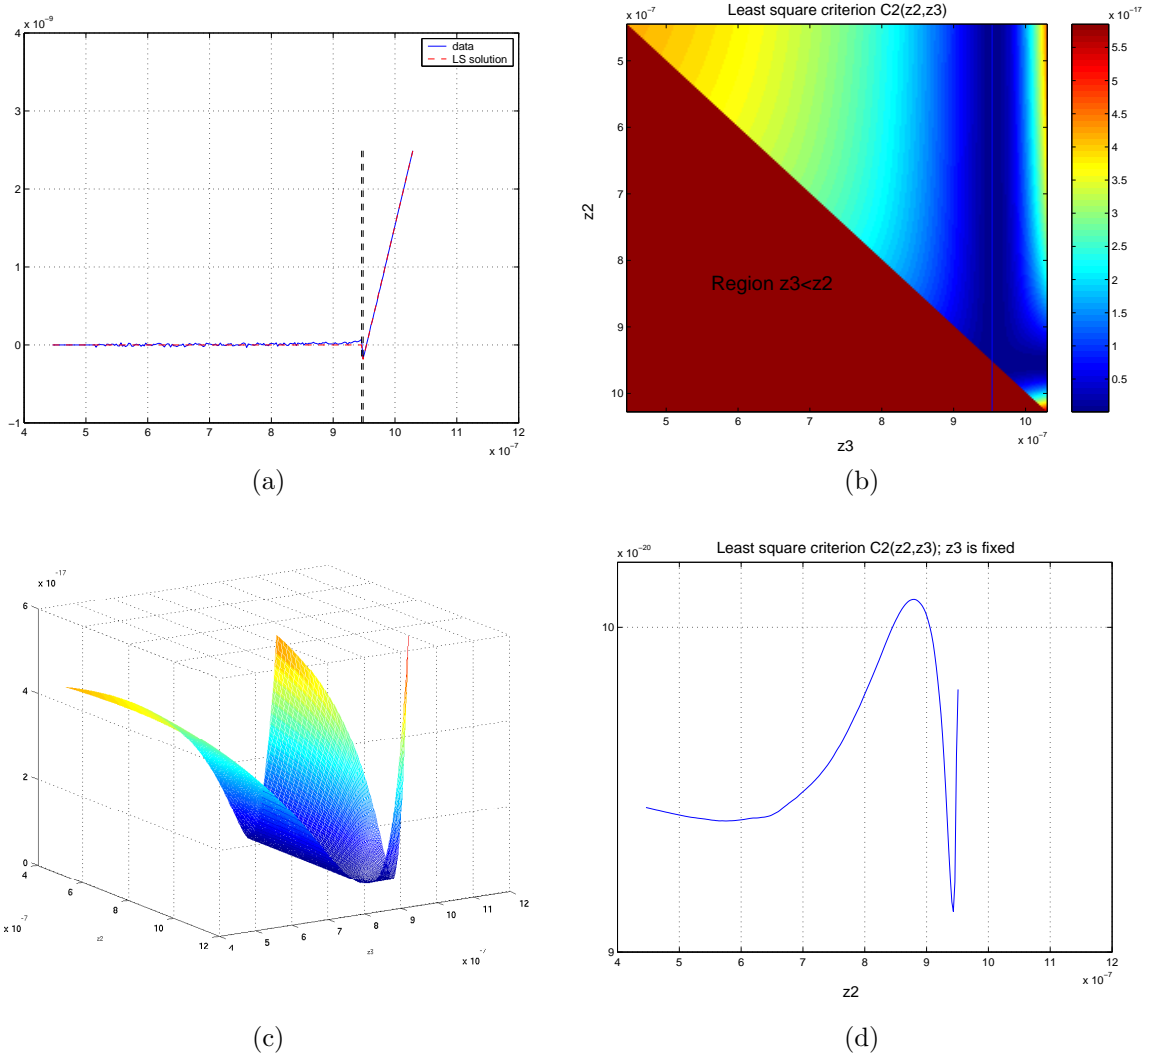 x 10⁻⁹
4
3
2
1
0
−1
4 5 6 7 8 9 10 11 12
x 10⁻⁷
data
LS solution
(a)
Least square criterion C2(z2,z3)
x 10⁻⁷
5
6
7
8
9
10
z2
Region z3<z2
5 6 7 8 9 10
x 10⁻⁷
z3
x 10⁻¹⁷
5.5
5
4.5
4
3.5
3
2.5
2
1.5
1
0.5
(b)
x 10⁻¹⁷
6
4
2
0
4
6
8
10
12
x 10⁻⁷
z2
4 5 6 7 8 9 10 11 12
z3
(c)
Least square criterion C2(z2,z3); z3 is fixed
x 10⁻²⁰
10
9
4 5 6 7 8 9 10 11 12
x 10⁻⁷
z2
(d)